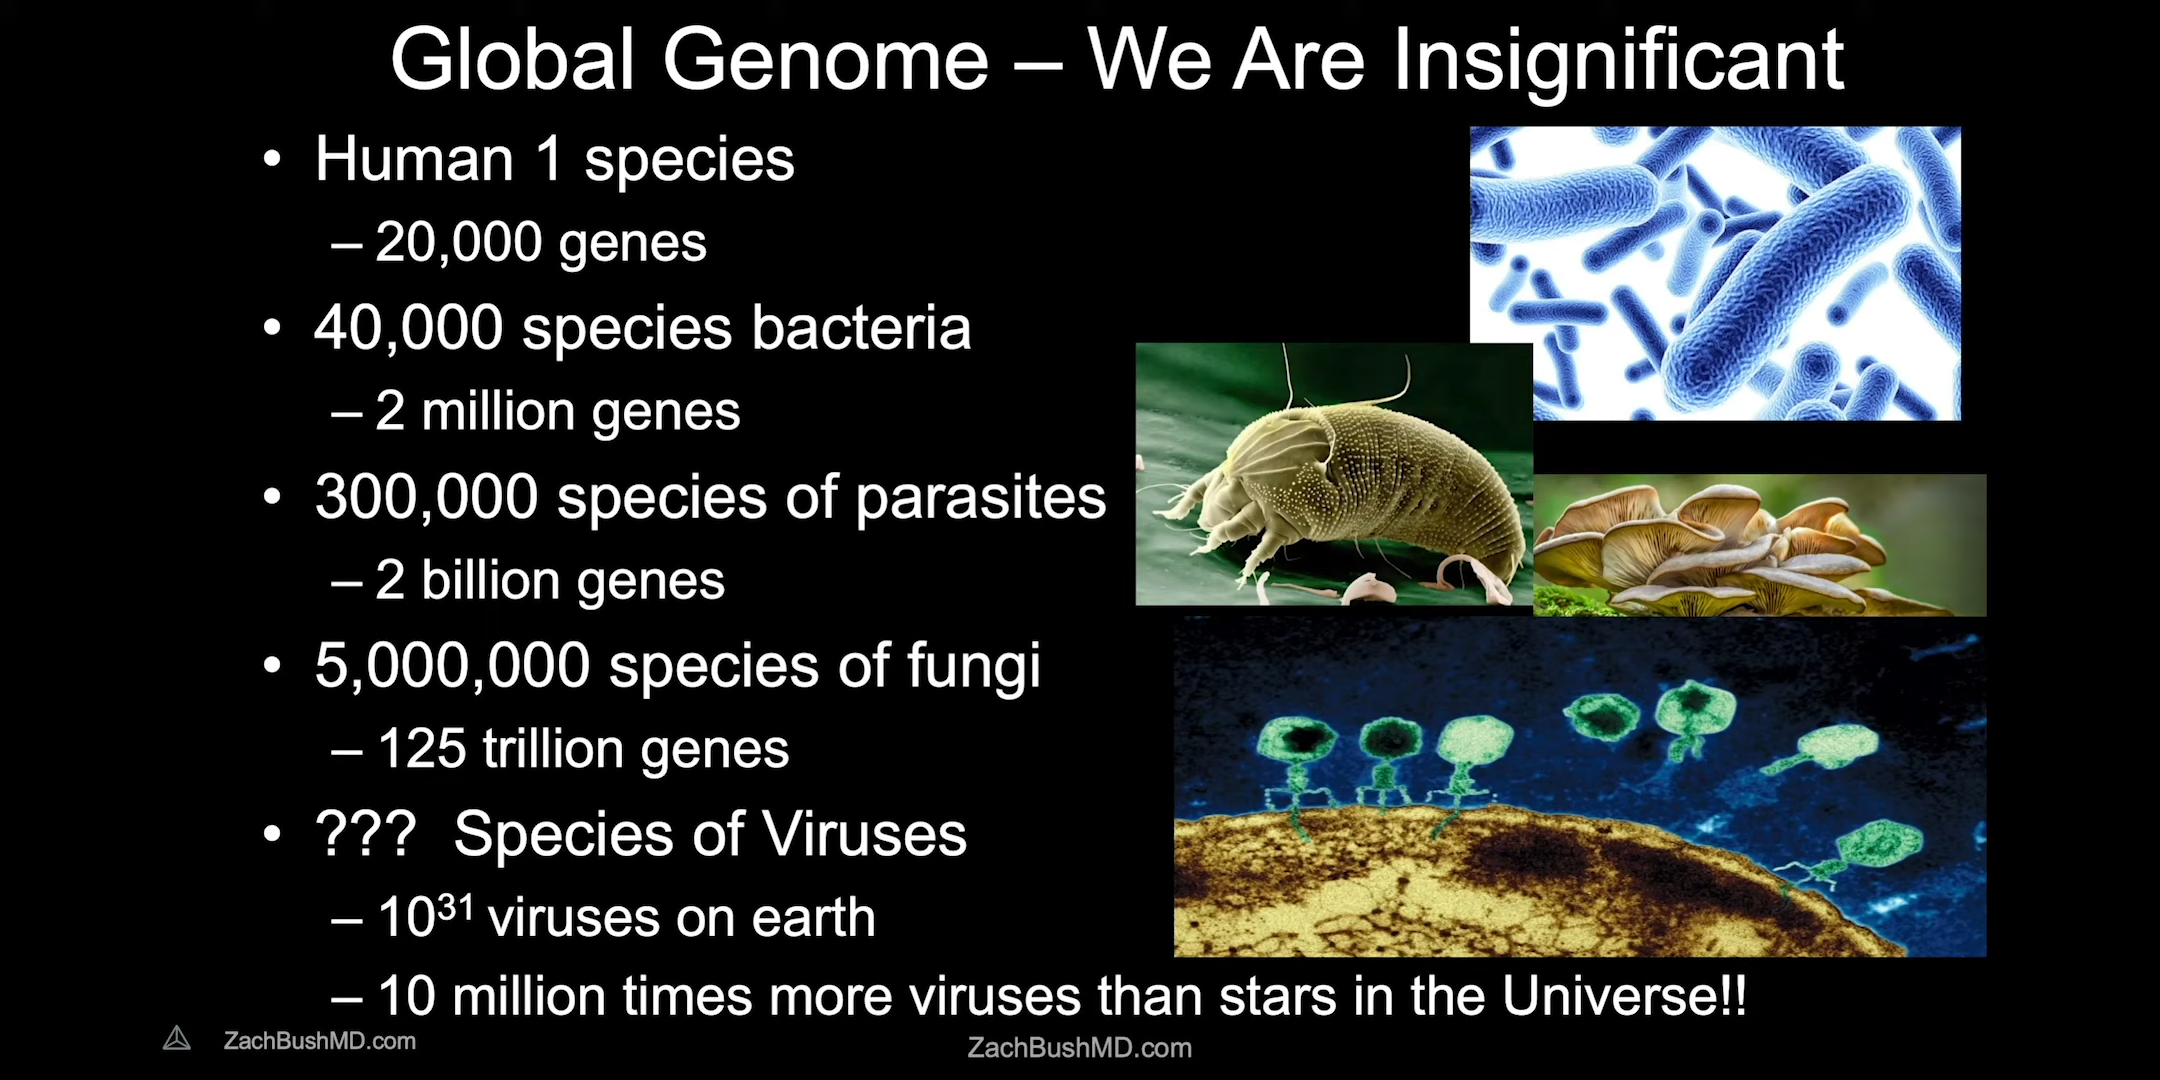 Global Genome – We Are Insignificant
• Human 1 species
– 20,000 genes
• 40,000 species bacteria
– 2 million genes
• 300,000 species of parasites
– 2 billion genes
• 5,000,000 species of fungi
– 125 trillion genes
• ??? Species of Viruses
– 10³¹ viruses on earth
– 10 million times more viruses than stars in the Universe!!
ZachBushMD.com
ZachBushMD.com